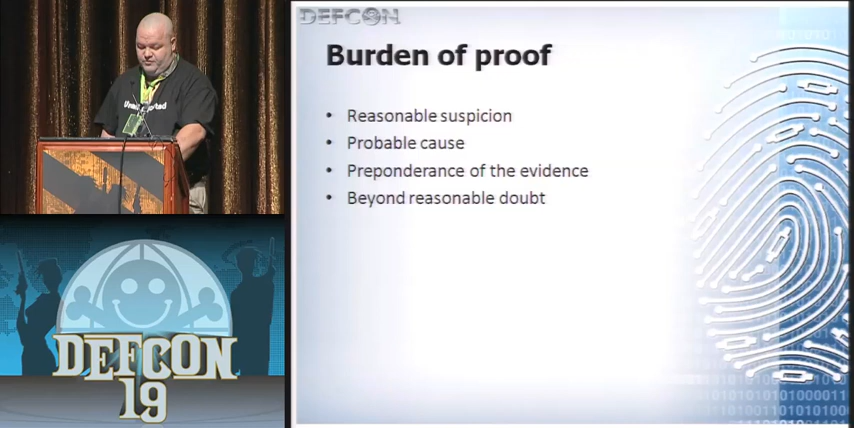 DEFCON
Burden of proof
• Reasonable suspicion
• Probable cause
• Preponderance of the evidence
• Beyond reasonable doubt
DEFCON
19